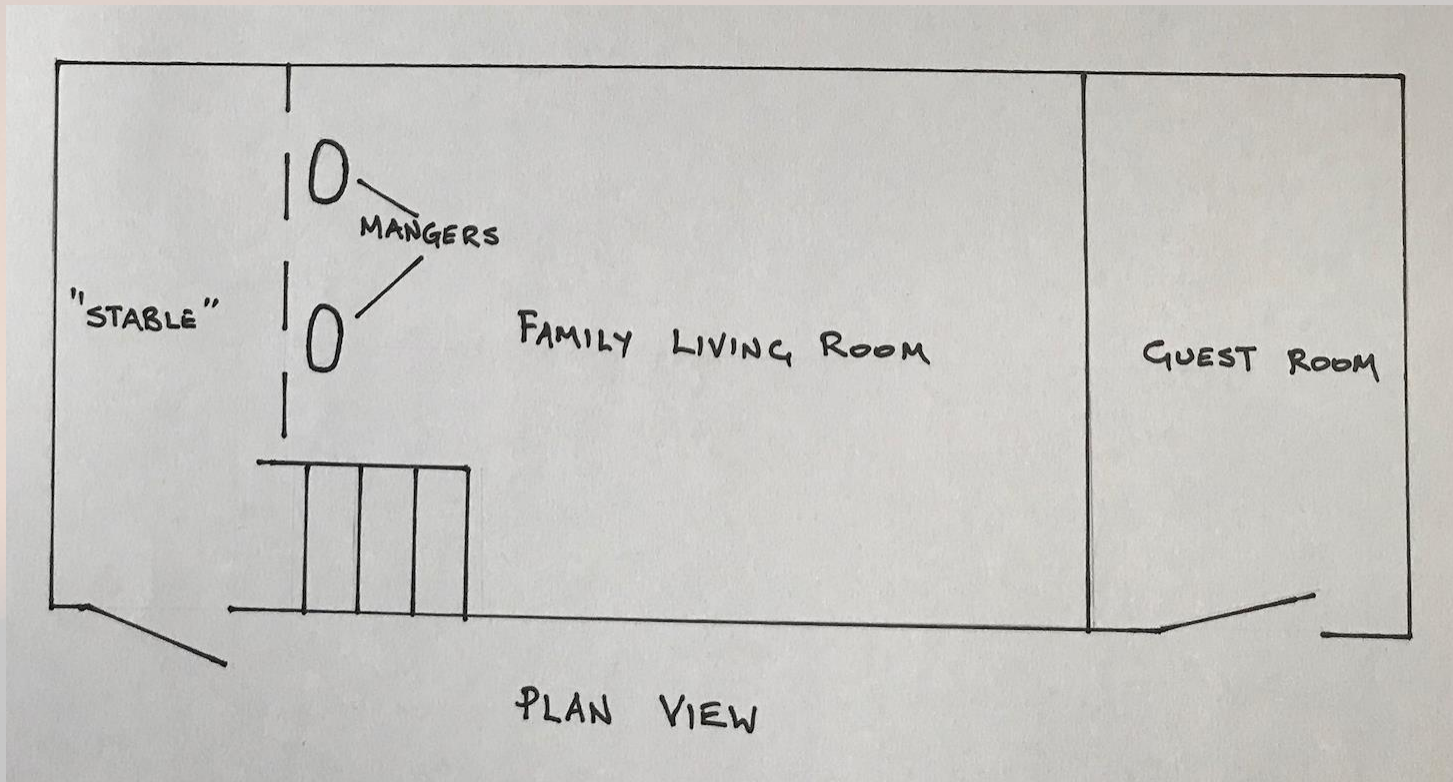 MANGERS
"STABLE"
FAMILY LIVING ROOM
GUEST ROOM
PLAN VIEW